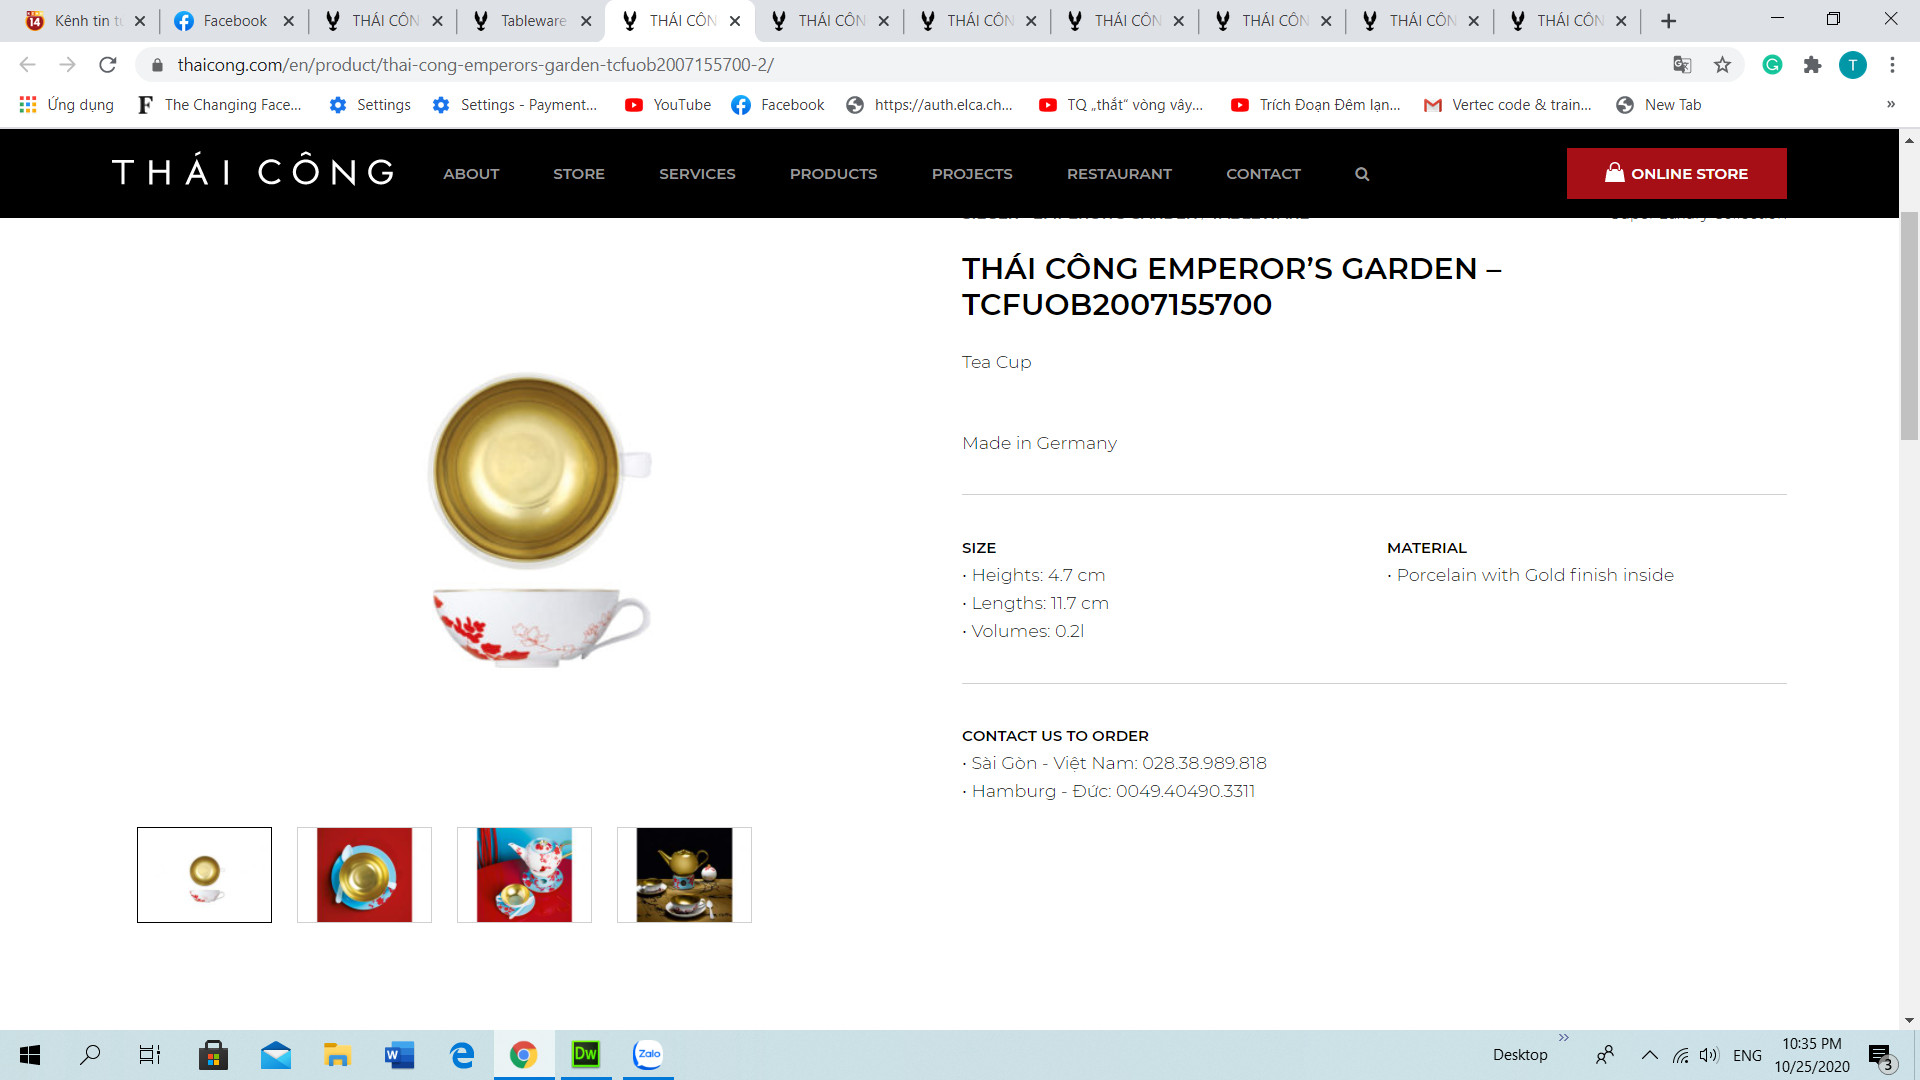 Kênh tin t
Facebook
THÁI CÔN
Tableware
THÁI CÔN
THÁI CÔN
THÁI CÔN
THÁI CÔN
THÁI CÔN
THÁI CÔN
THÁI CÔN
thaicong.com/en/product/thai-cong-emperors-garden-tcfuob2007155700-2/
T
Ứng dụng
The Changing Face...
Settings
Settings - Payment...
YouTube
Facebook
https://auth.elca.ch...
TQ „thắt“ vòng vây...
Trích Đoạn Đêm lạn...
Vertec code & train...
New Tab
»
THÁI CÔNG
ABOUT
STORE
SERVICES
PRODUCTS
PROJECTS
RESTAURANT
CONTACT
ONLINE STORE
THÁI CÔNG EMPEROR’S GARDEN –
TCFUOB2007155700
Tea Cup
Made in Germany
SIZE
• Heights: 4.7 cm
• Lengths: 11.7 cm
• Volumes: 0.2l
MATERIAL
• Porcelain with Gold finish inside
CONTACT US TO ORDER
• Sài Gòn - Việt Nam: 028.38.989.818
• Hamburg - Đức: 0049.40490.3311
Dw
Zalo
Desktop
»
ENG
10:35 PM
10/25/2020
3